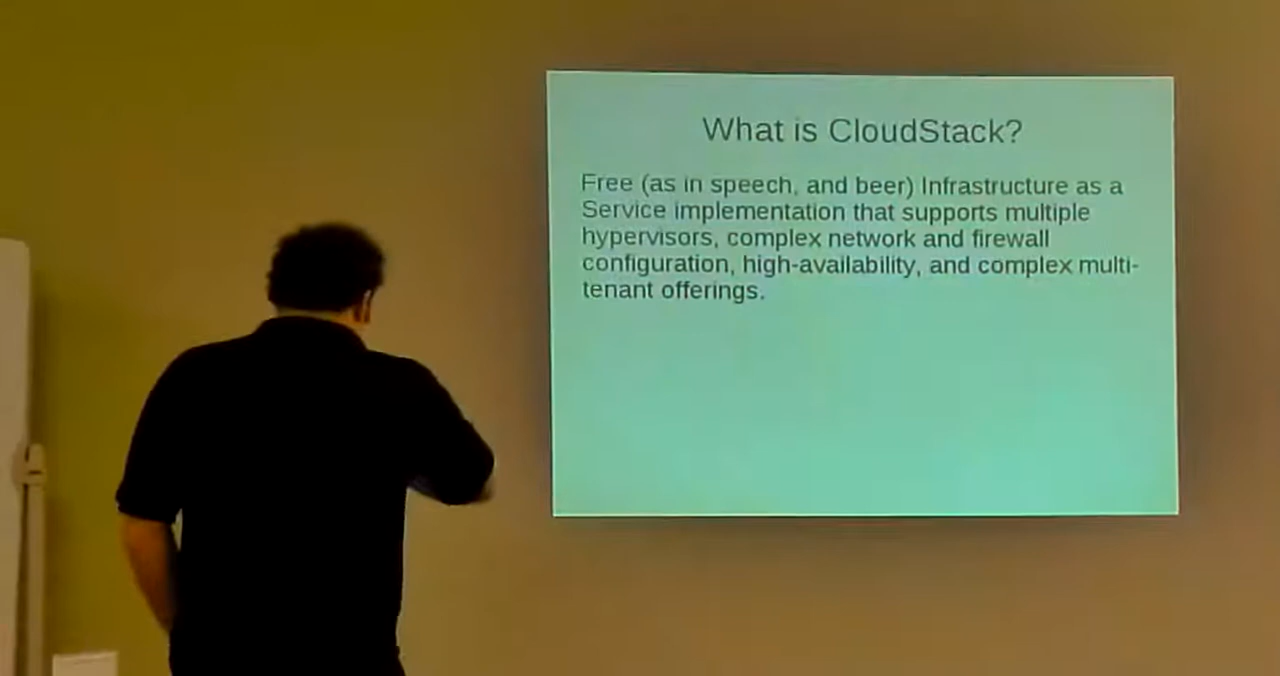 What is CloudStack?
Free (as in speech, and beer) Infrastructure as a
Service implementation that supports multiple
hypervisors, complex network and firewall
configuration, high-availability, and complex multi-
tenant offerings.